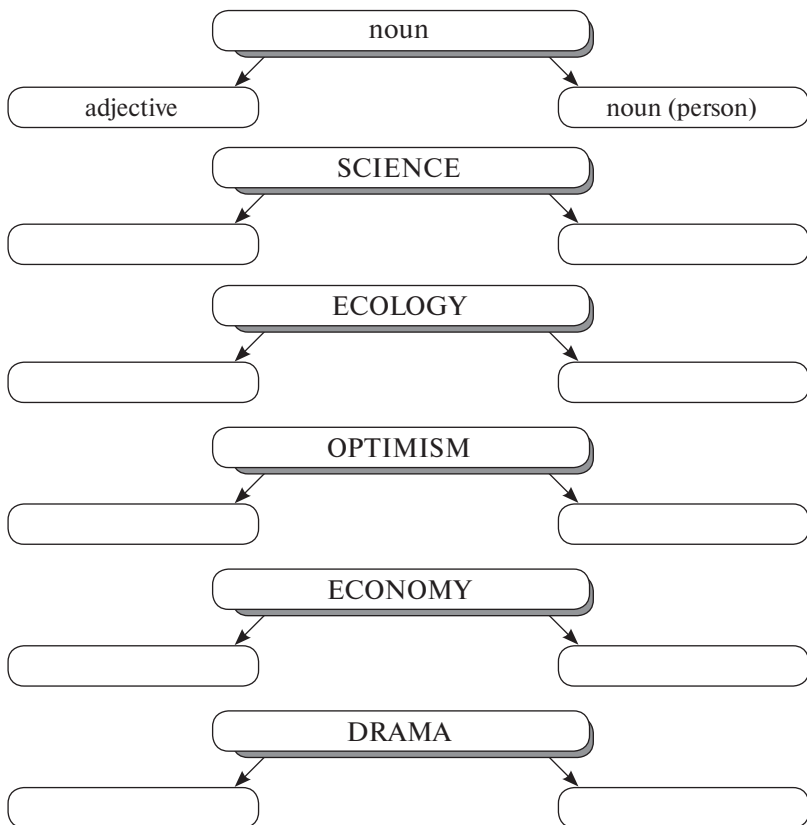 noun
adjective
noun (person)
SCIENCE
ECOLOGY
OPTIMISM
ECONOMY
DRAMA